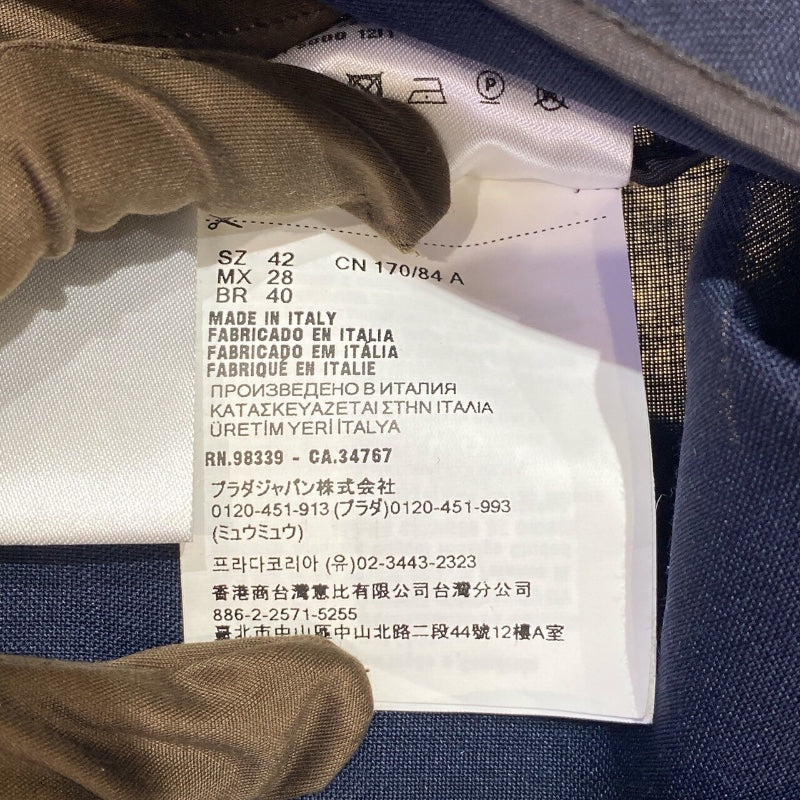 SZ 42 CN 170/84 A
MX 28
BR 40
MADE IN ITALY
FABRICADO EN ITALIA
FABRICADO EM ITÁLIA
FABRIQUÉ EN ITALIE
ПРОИЗВЕДЕНО В ИТАЛИЯ
ΚΑΤΑΣΚΕΥΑΖΕΤΑΙ ΣΤΗΝ ΙΤΑΛΙΑ
ÜRETİM YERİ İTALYA
RN.98339 - CA.34767
プラダジャパン株式会社
0120-451-913 (プラダ)0120-451-993
(ミュウミュウ)
프라다코리아 (유)02-3443-2323
香港商台灣意比有限公司台灣分公司
886-2-2571-5255
臺北市中山區中山北路二段44號12樓A室